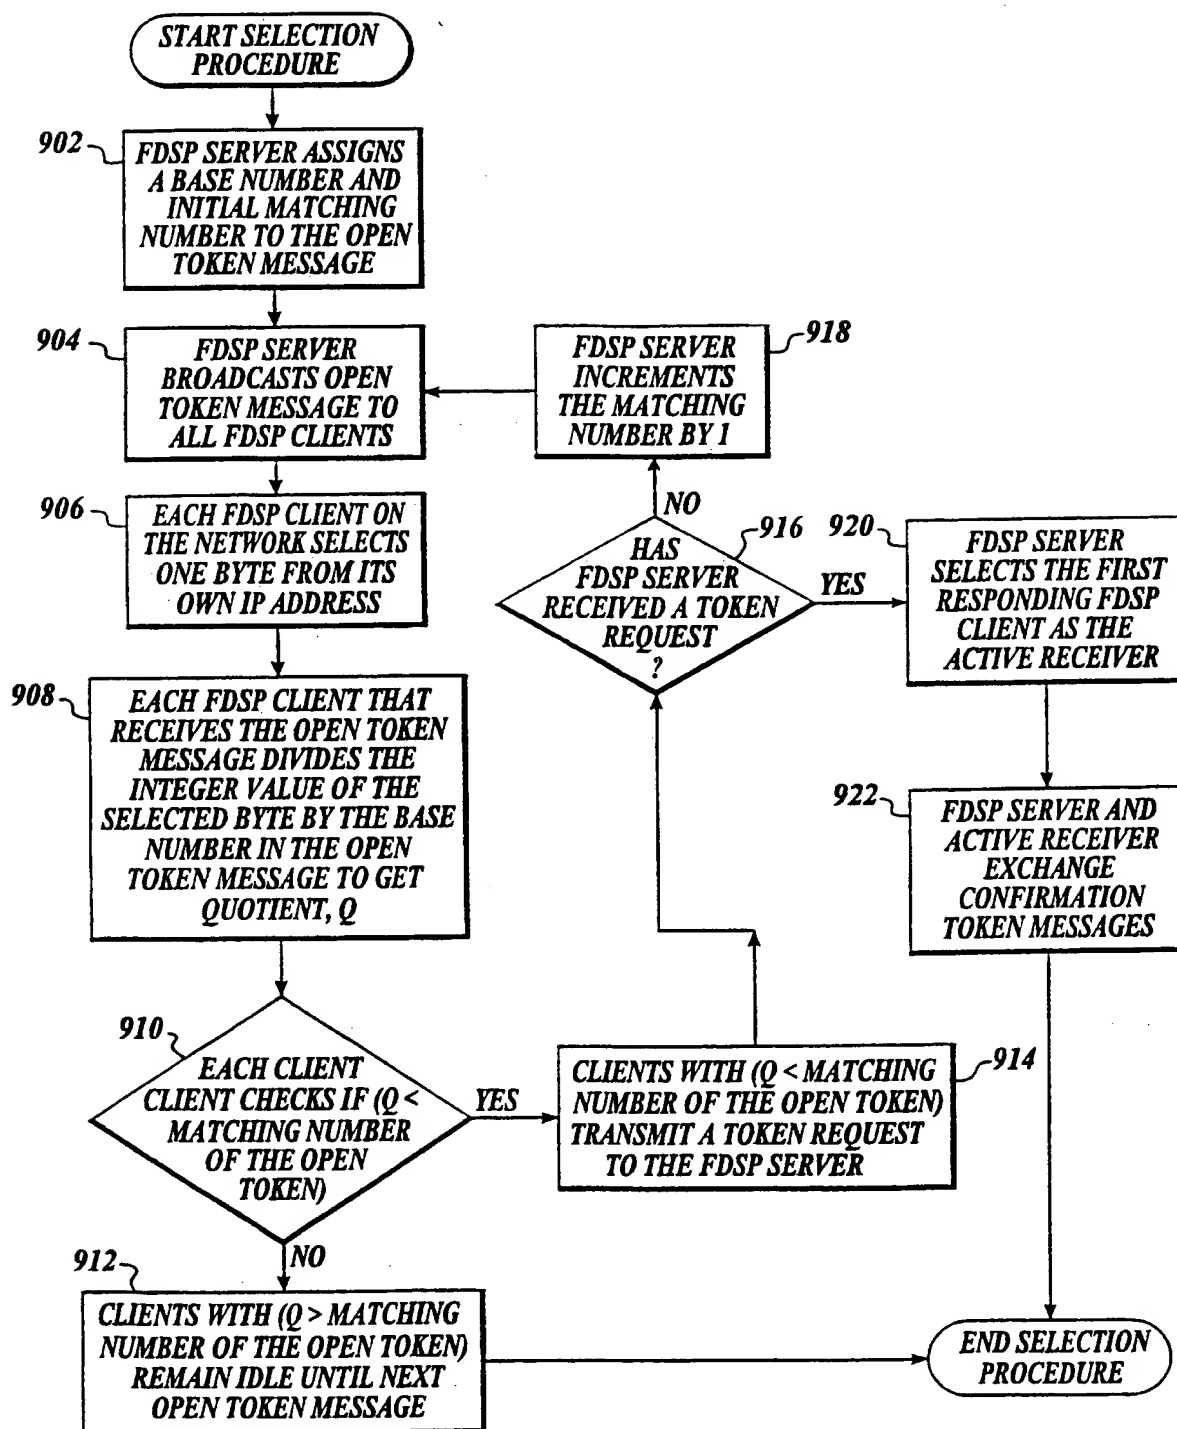 START SELECTION
PROCEDURE
902
FDSP SERVER ASSIGNS
A BASE NUMBER AND
INITIAL MATCHING
NUMBER TO THE OPEN
TOKEN MESSAGE
904
FDSP SERVER
BROADCASTS OPEN
TOKEN MESSAGE TO
ALL FDSP CLIENTS
918
FDSP SERVER
INCREMENTS
THE MATCHING
NUMBER BY 1
906
EACH FDSP CLIENT ON
THE NETWORK SELECTS
ONE BYTE FROM ITS
OWN IP ADDRESS
NO
916
HAS
FDSP SERVER
RECEIVED A TOKEN
REQUEST
?
YES
920
FDSP SERVER
SELECTS THE FIRST
RESPONDING FDSP
CLIENT AS THE
ACTIVE RECEIVER
908
EACH FDSP CLIENT THAT
RECEIVES THE OPEN TOKEN
MESSAGE DIVIDES THE
INTEGER VALUE OF THE
SELECTED BYTE BY THE BASE
NUMBER IN THE OPEN
TOKEN MESSAGE TO GET
QUOTIENT, Q
922
FDSP SERVER AND
ACTIVE RECEIVER
EXCHANGE
CONFIRMATION
TOKEN MESSAGES
910
EACH CLIENT
CLIENT CHECKS IF (Q <
MATCHING NUMBER
OF THE OPEN
TOKEN)
YES
914
CLIENTS WITH (Q < MATCHING
NUMBER OF THE OPEN TOKEN)
TRANSMIT A TOKEN REQUEST
TO THE FDSP SERVER
NO
912
CLIENTS WITH (Q > MATCHING
NUMBER OF THE OPEN TOKEN)
REMAIN IDLE UNTIL NEXT
OPEN TOKEN MESSAGE
END SELECTION
PROCEDURE